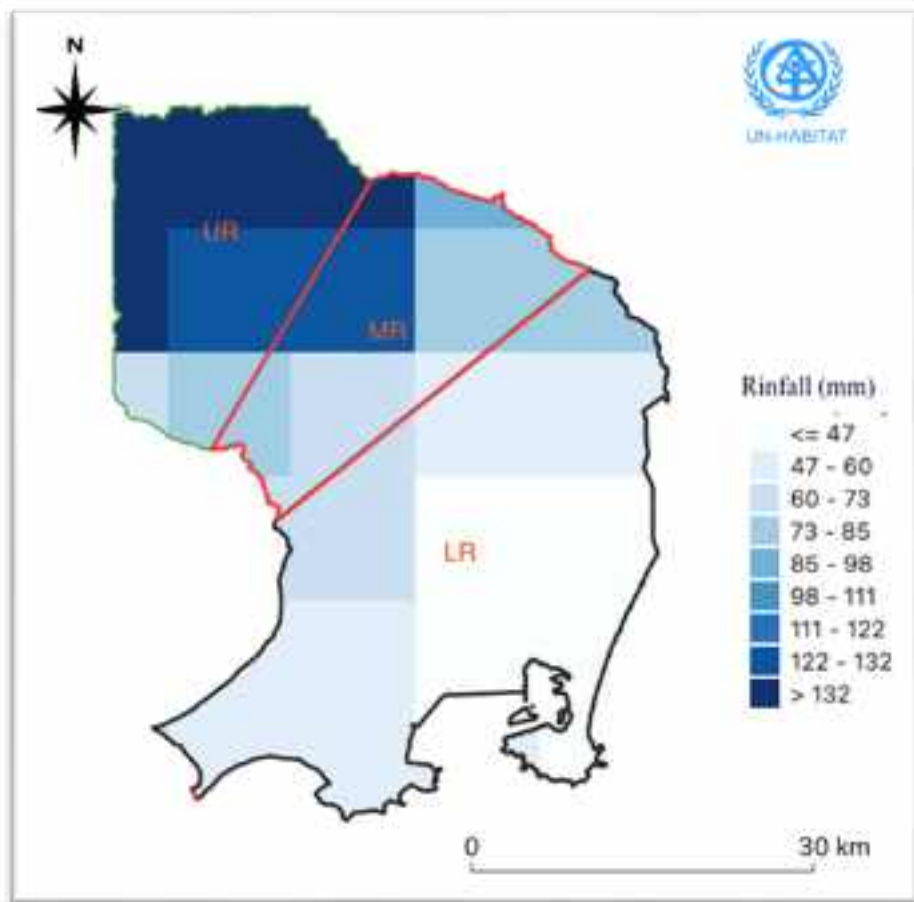 N
UN-HABITAT
UR
MR
Rinfall (mm)
<= 47
47 - 60
60 - 73
73 - 85
85 - 98
98 - 111
111 - 122
122 - 132
> 132
LR
0 30 km